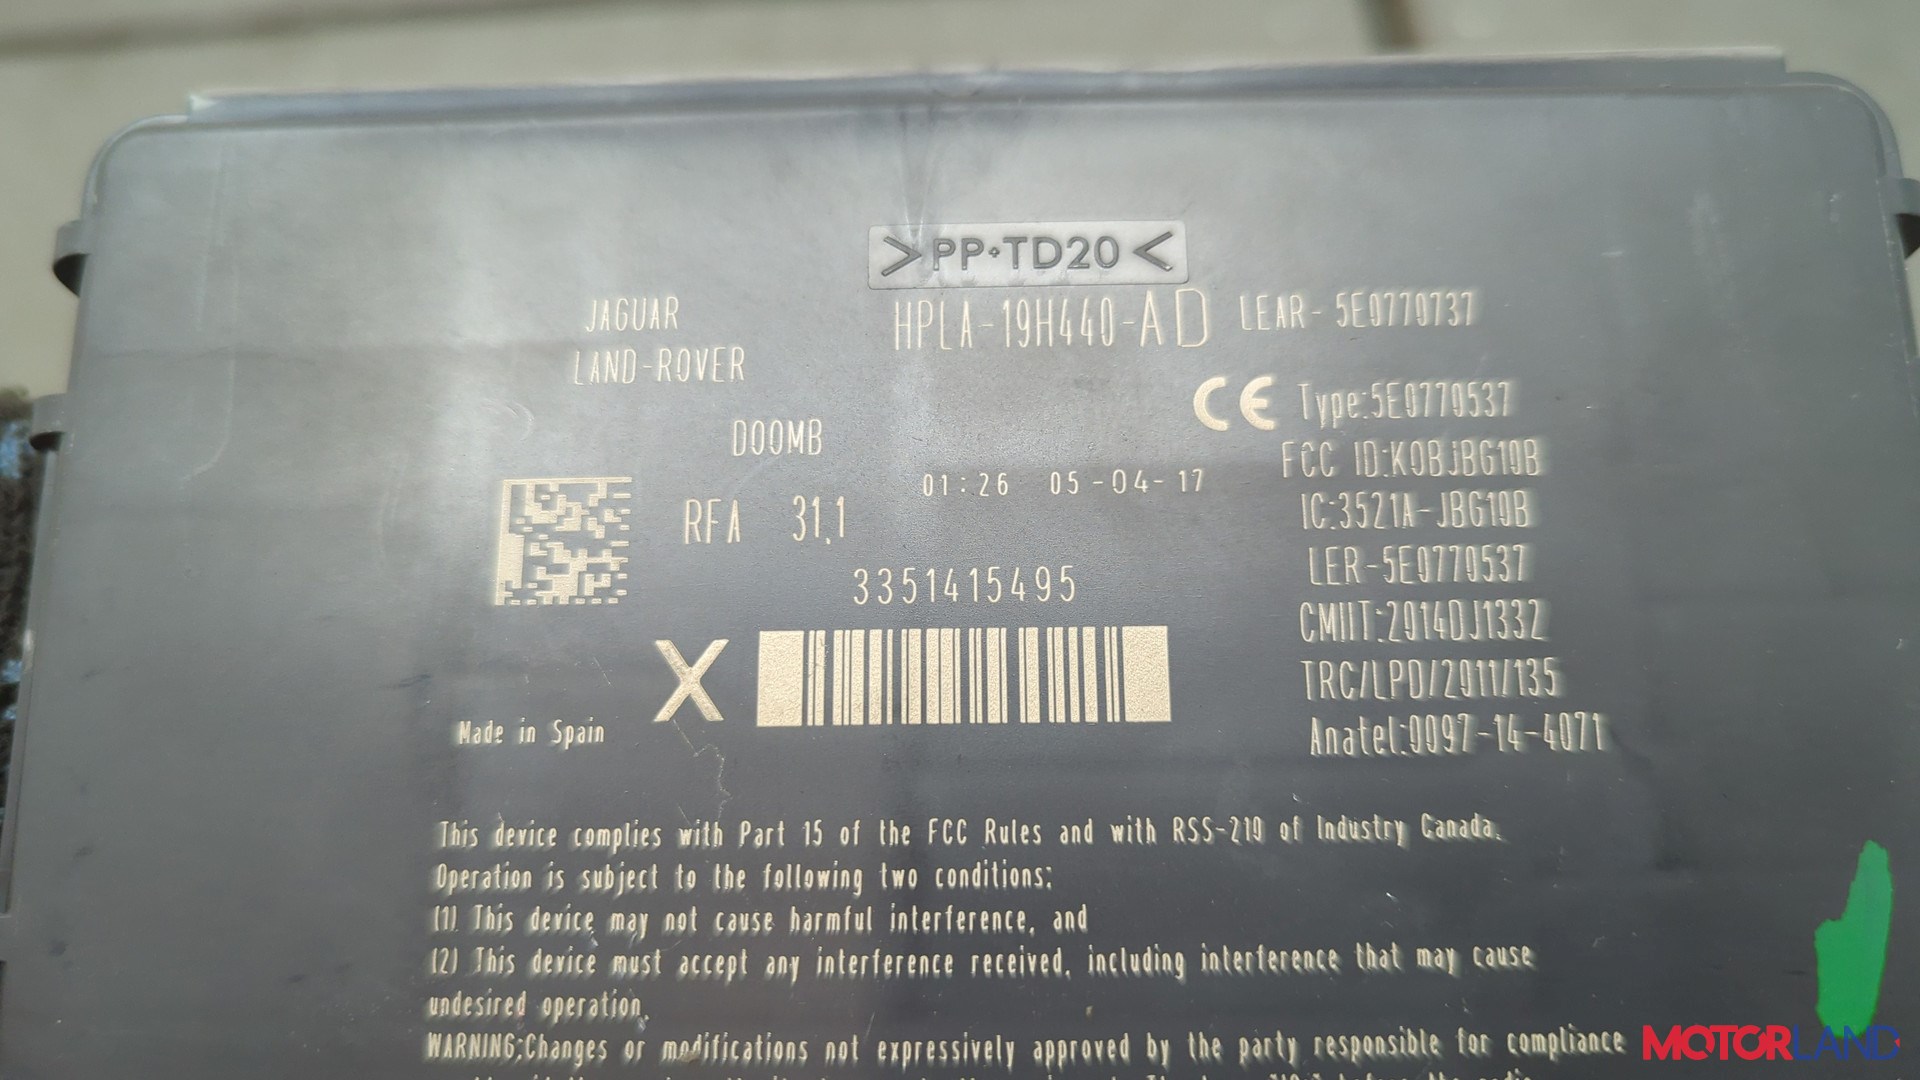 >PP+TD20<
JAGUAR
LAND-ROVER
HPLA-19H440-AD
LEAR-5E0770737
CE
Type:5E0770537
D00MB
FCC ID:KOBJBG10B
01:26 05-04-17
RFA 31.1
IC:3521A-JBG10B
LER-5E0770537
3351415495
CMIIT:2014DJ1332
X
TRC/LPD/2011/135
Made in Spain
Anatel:0097-14-4071
This device complies with Part 15 of the FCC Rules and with RSS-210 of Industry Canada.
Operation is subject to the following two conditions:
(1) This device may not cause harmful interference, and
(2) This device must accept any interference received, including interference that may cause
undesired operation.
WARNING:Changes or modifications not expressively approved by the party responsible for compliance
MOTORLAND